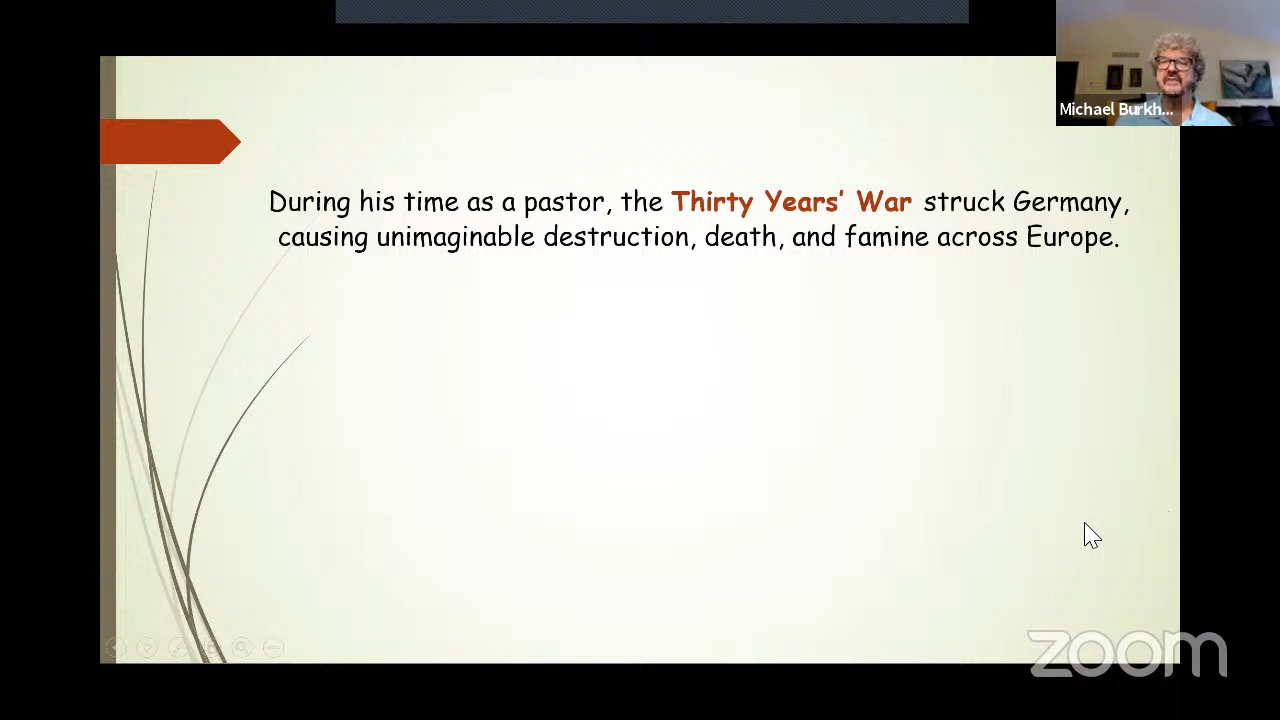 Michael Burkh...
During his time as a pastor, the Thirty Years’ War struck Germany,
causing unimaginable destruction, death, and famine across Europe.
zoom